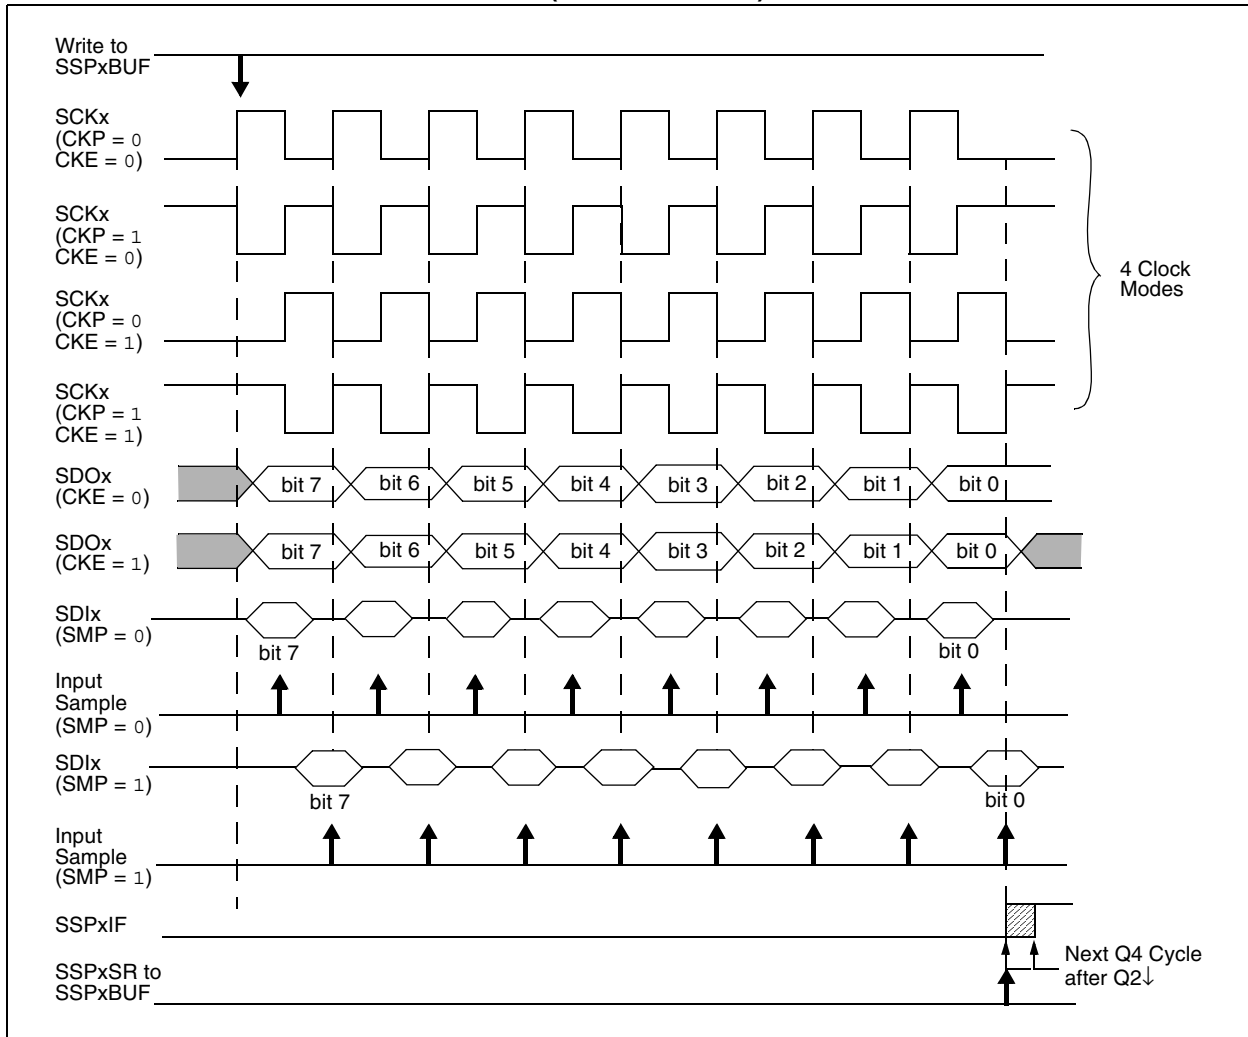 Write to
SSPxBUF
SCKx
(CKP = 0
CKE = 0)
SCKx
(CKP = 1
CKE = 0)
SCKx
(CKP = 0
CKE = 1)
SCKx
(CKP = 1
CKE = 1)
4 Clock
Modes
SDOx
(CKE = 0)
bit 7 bit 6 bit 5 bit 4 bit 3 bit 2 bit 1 bit 0
SDOx
(CKE = 1)
bit 7 bit 6 bit 5 bit 4 bit 3 bit 2 bit 1 bit 0
SDIx
(SMP = 0)
bit 7 bit 0
Input
Sample
(SMP = 0)
SDIx
(SMP = 1)
bit 7 bit 0
Input
Sample
(SMP = 1)
SSPxIF
SSPxSR to
SSPxBUF
Next Q4 Cycle
after Q2↓